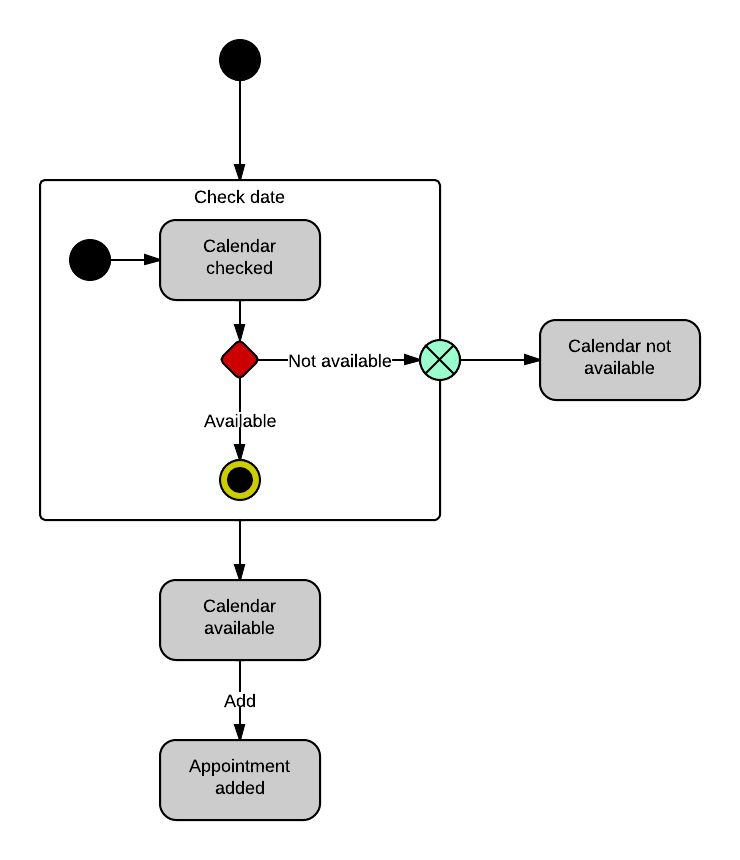 Check date
Calendar
checked
Not available
Calendar not
available
Available
Calendar
available
Add
Appointment
added